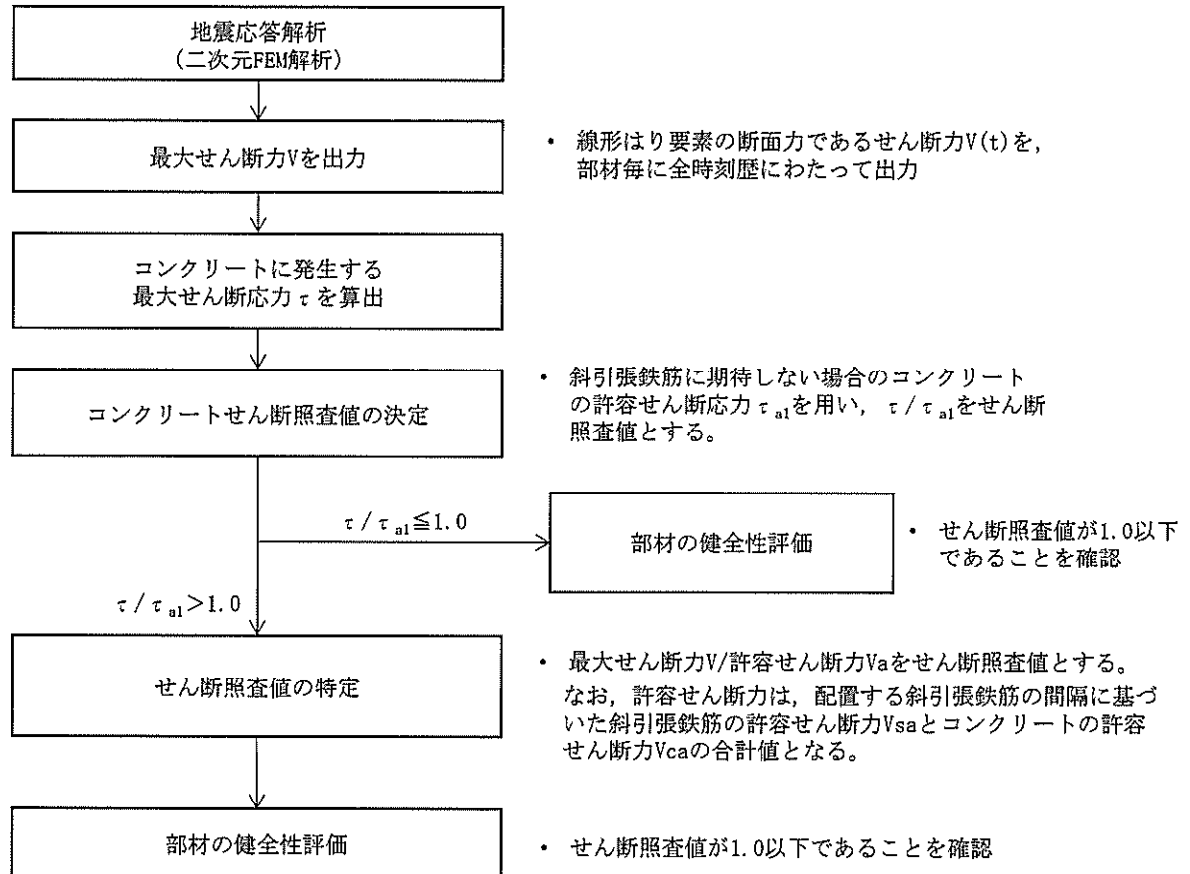 地震応答解析
(二次元FEM解析)
最大せん断力Vを出力
・ 線形はり要素の断面力であるせん断力V(t)を,
部材毎に全時刻歴にわたって出力
コンクリートに発生する
最大せん断応力τを算出
コンクリートせん断照査値の決定
・ 斜引張鉄筋に期待しない場合のコンクリート
の許容せん断応力τa1を用い, τ/τa1をせん断
照査値とする。
τ/τa1≦1.0
部材の健全性評価
・ せん断照査値が1.0以下
であることを確認
τ/τa1>1.0
せん断照査値の特定
・ 最大せん断力V/許容せん断力Vaをせん断照査値とする。
なお, 許容せん断力は, 配置する斜引張鉄筋の間隔に基づ
いた斜引張鉄筋の許容せん断力Vsaとコンクリートの許容
せん断力Vcaの合計値となる。
部材の健全性評価
・ せん断照査値が1.0以下であることを確認